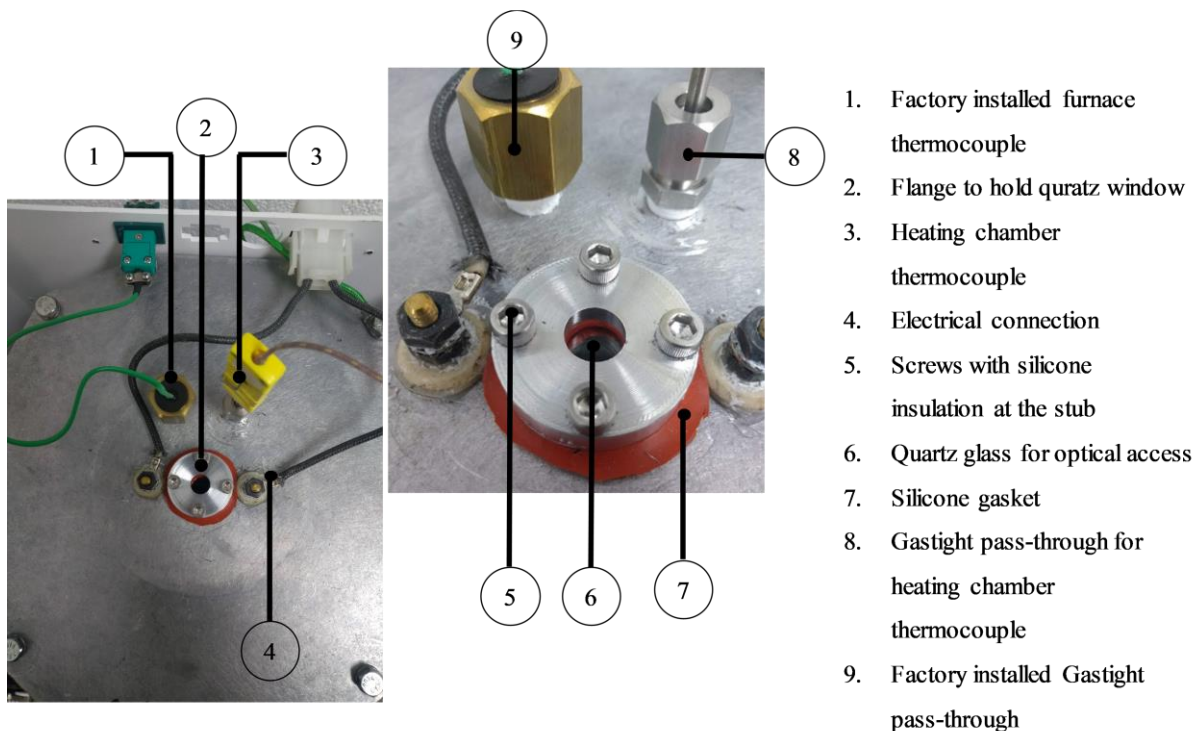 9
2
1
3
8
1. Factory installed furnace
thermocouple
2. Flange to hold quratz window
3. Heating chamber
thermocouple
4. Electrical connection
5. Screws with silicone
insulation at the stub
6. Quartz glass for optical access
7. Silicone gasket
8. Gastight pass-through for
heating chamber
thermocouple
9. Factory installed Gastight
pass-through
5
6
7
4